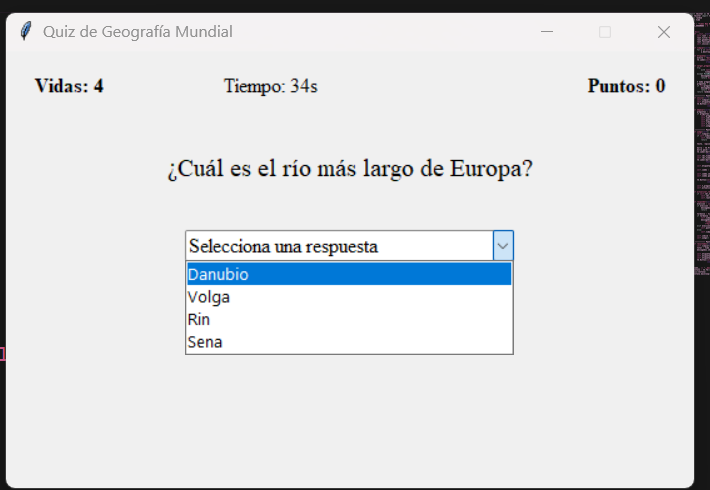 Quiz de Geografía Mundial
Vidas: 4 Tiempo: 34s Puntos: 0
¿Cuál es el río más largo de Europa?
Selecciona una respuesta
Danubio
Volga
Rin
Sena